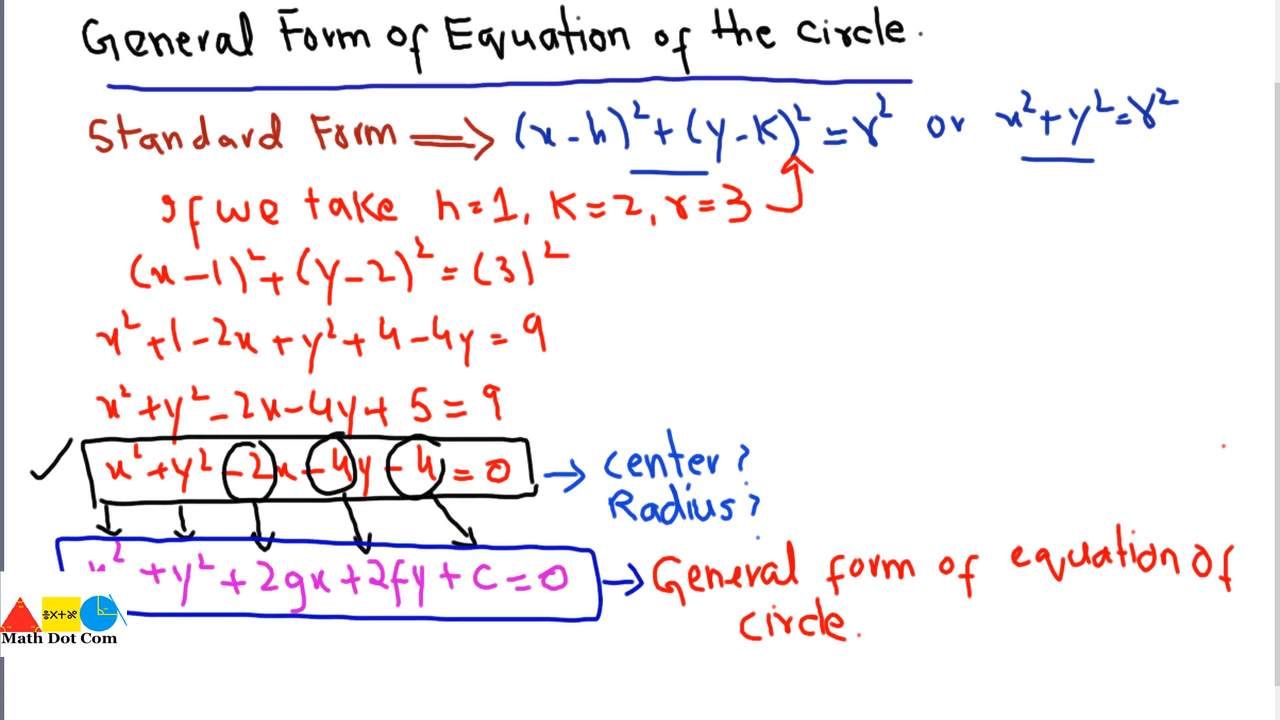 General Form of Equation of the circle.
Standard Form ⟹ (x-h)²+(y-k)²=r² or x²+y²=r²
If we take h=1, k=2, r=3
(x-1)²+(y-2)²=(3)²
x²+1-2x+y²+4-4y=9
x²+y²-2x-4y+5=9
x²+y²-2x-4y-4=0 → center?
Radius?
x²+y²+2gx+2fy+c=0 → General form of equation of
circle.
Math Dot Com